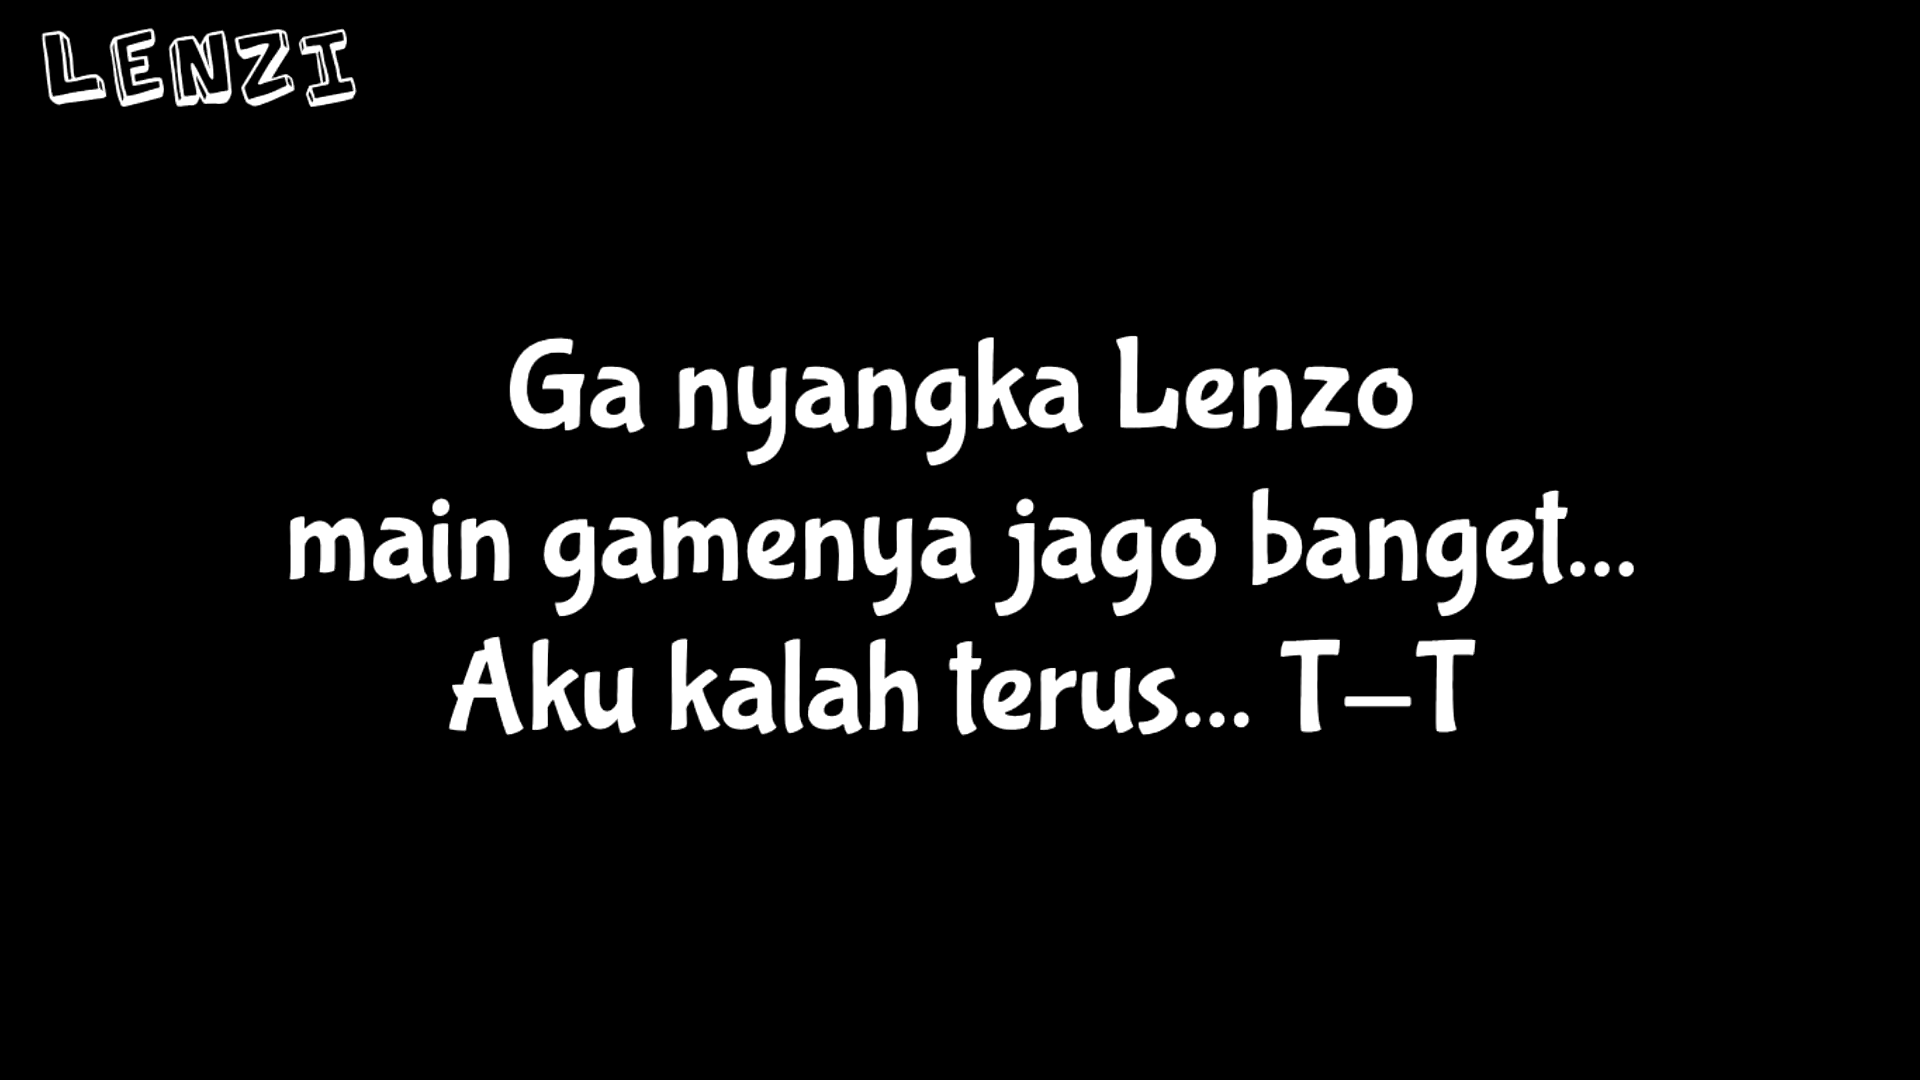 LENZI
Ga nyangka Lenzo
main gamenya jago banget...
Aku kalah terus... T-T